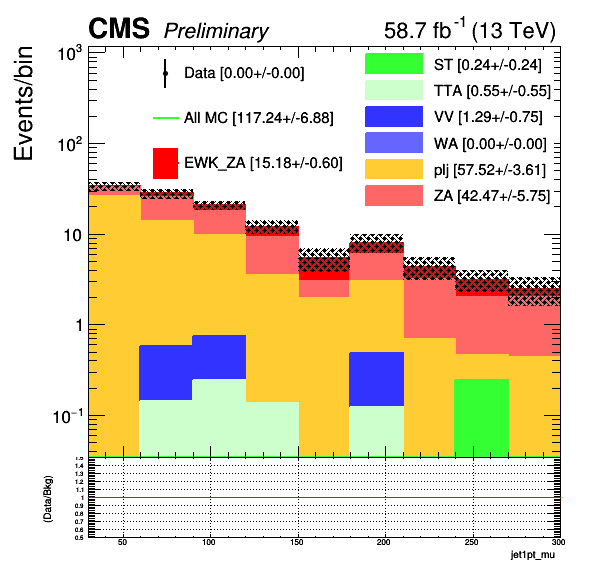 CMS Preliminary 58.7 fb⁻¹ (13 TeV)
Events/bin
10³
10²
10
1
10⁻¹
Data [0.00+/-0.00]
All MC [117.24+/-6.88]
EWK_ZA [15.18+/-0.60]
ST [0.24+/-0.24]
TTA [0.55+/-0.55]
VV [1.29+/-0.75]
WA [0.00+/-0.00]
plj [57.52+/-3.61]
ZA [42.47+/-5.75]
(Data/Bkg)
1.5
1.4
1.3
1.2
1.1
1
0.9
0.8
0.7
0.6
0.5
50 100 150 200 250 300
jet1pt_mu